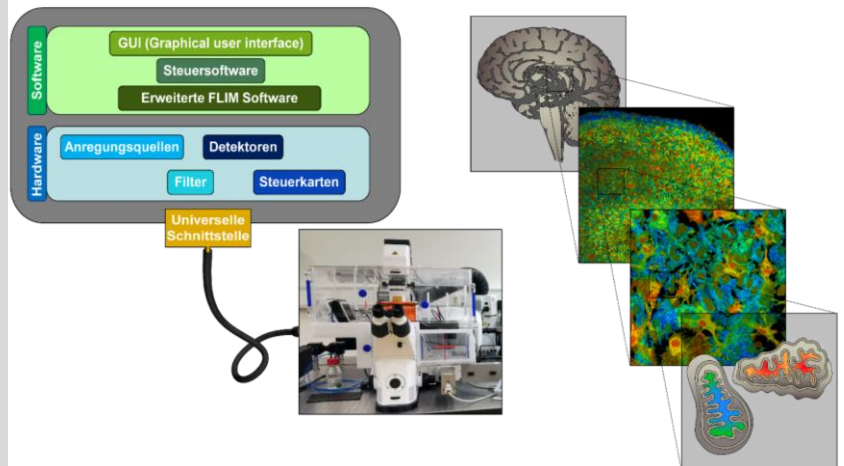 Software
GUI (Graphical user interface)
Steuersoftware
Erweiterte FLIM Software
Hardware
Anregungsquellen
Detektoren
Filter
Steuerkarten
Universelle
Schnittstelle